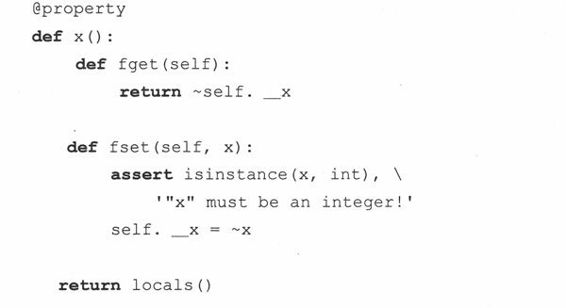 @property
def x():
    def fget(self):
        return ~self. __x

    def fset(self, x):
        assert isinstance(x, int), \
            '"x" must be an integer!'
        self. __x = ~x

    return locals()